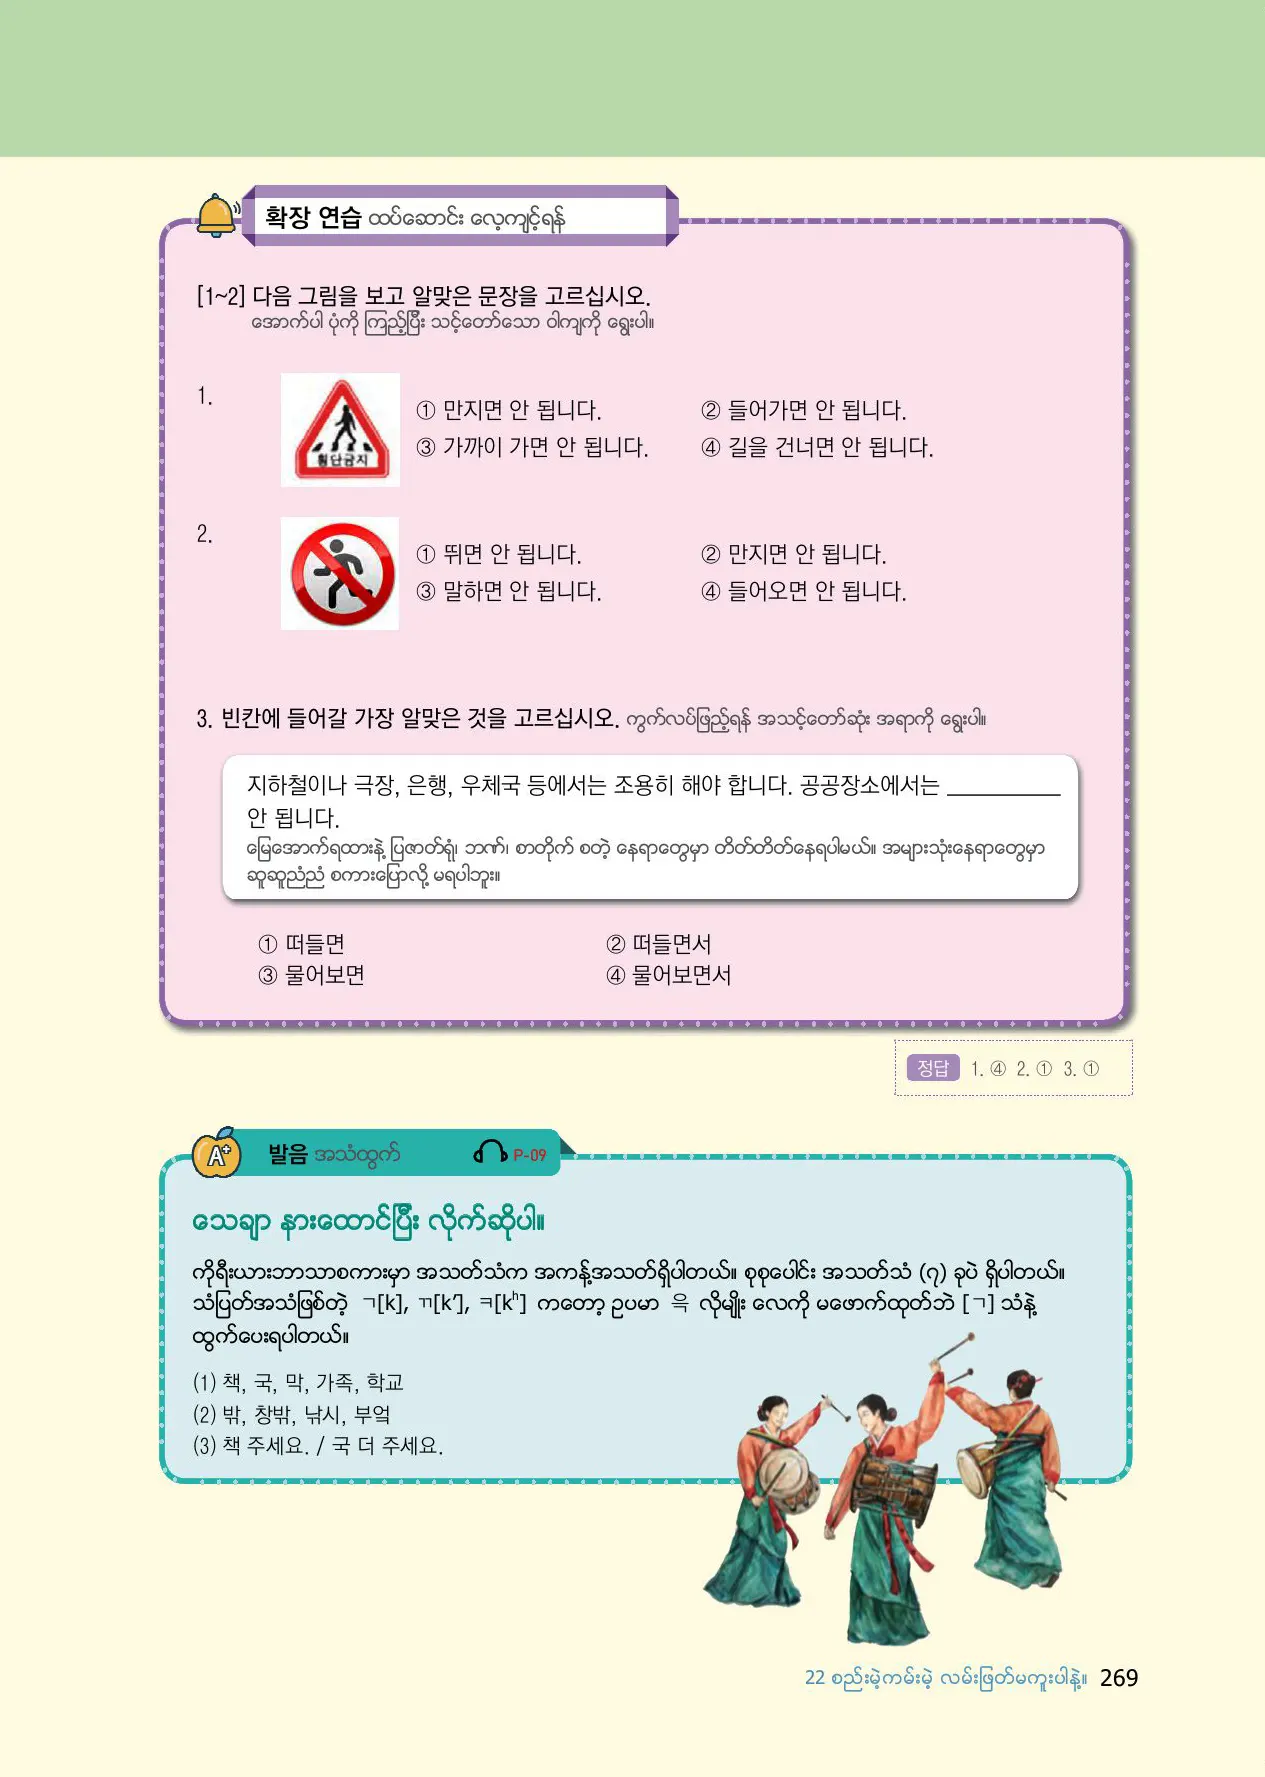 확장 연습 ထပ်ဆောင်း လေ့ကျင့်ရန်
[1~2] 다음 그림을 보고 알맞은 문장을 고르십시오.
အောက်ပါ ပုံကို ကြည့်ပြီး သင့်တော်သော ဝါကျကို ရွေးပါ။
1.
횡단금지
① 만지면 안 됩니다. ② 들어가면 안 됩니다.
③ 가까이 가면 안 됩니다. ④ 길을 건너면 안 됩니다.
2.
① 뛰면 안 됩니다. ② 만지면 안 됩니다.
③ 말하면 안 됩니다. ④ 들어오면 안 됩니다.
3. 빈칸에 들어갈 가장 알맞은 것을 고르십시오. ကွက်လပ်ဖြည့်ရန် အသင့်တော်ဆုံး အရာကို ရွေးပါ။
지하철이나 극장, 은행, 우체국 등에서는 조용히 해야 합니다. 공공장소에서는 __________
안 됩니다.
မြေအောက်ရထားနဲ့ ပြဇာတ်ရုံ၊ ဘဏ်၊ စာတိုက် စတဲ့ နေရာတွေမှာ တိတ်တိတ်နေရပါမယ်။ အများသုံးနေရာတွေမှာ
ဆူဆူညံညံ စကားပြောလို့ မရပါဘူး။
① 떠들면 ② 떠들면서
③ 물어보면 ④ 물어보면서
정답 1. ④ 2. ① 3. ①
A+ 발음 အသံထွက် P-09
သေချာ နားထောင်ပြီး လိုက်ဆိုပါ။
ကိုရီးယားဘာသာစကားမှာ အသတ်သံက အကန့်အသတ်ရှိပါတယ်။ စုစုပေါင်း အသတ်သံ (၇) ခုပဲ ရှိပါတယ်။
သံပြတ်အသံဖြစ်တဲ့ ㄱ[k], ㄲ[k′], ㅋ[kʰ] ကတော့ ဥပမာ 윽 လိုမျိုး လေကို မဖောက်ထုတ်ဘဲ [ㄱ] သံနဲ့
ထွက်ပေးရပါတယ်။
(1) 책, 국, 막, 가족, 학교
(2) 밖, 창밖, 낚시, 부엌
(3) 책 주세요. / 국 더 주세요.
22 စည်းမဲ့ကမ်းမဲ့ လမ်းဖြတ်မကူးပါနဲ့။ 269